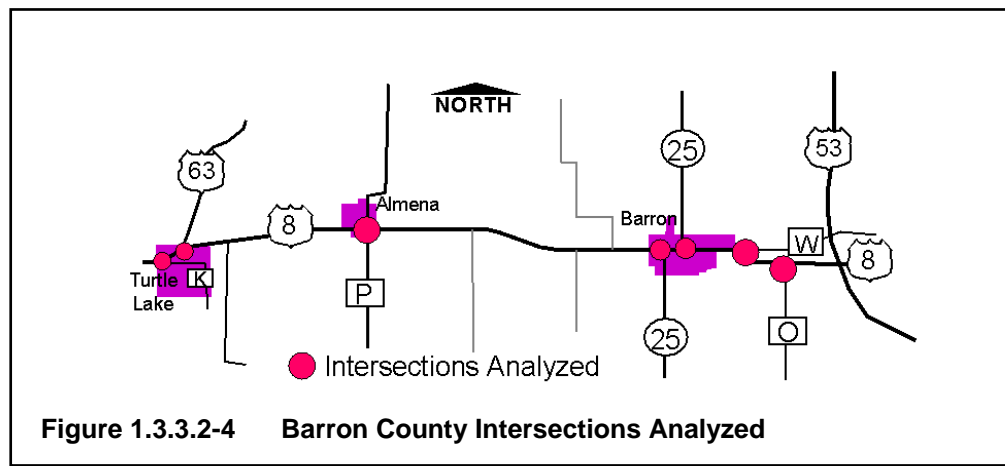 NORTH
63
8
Almena
25
53
Barron
W
8
Turtle
Lake
K
P
25
O
Intersections Analyzed
Figure 1.3.3.2-4 Barron County Intersections Analyzed